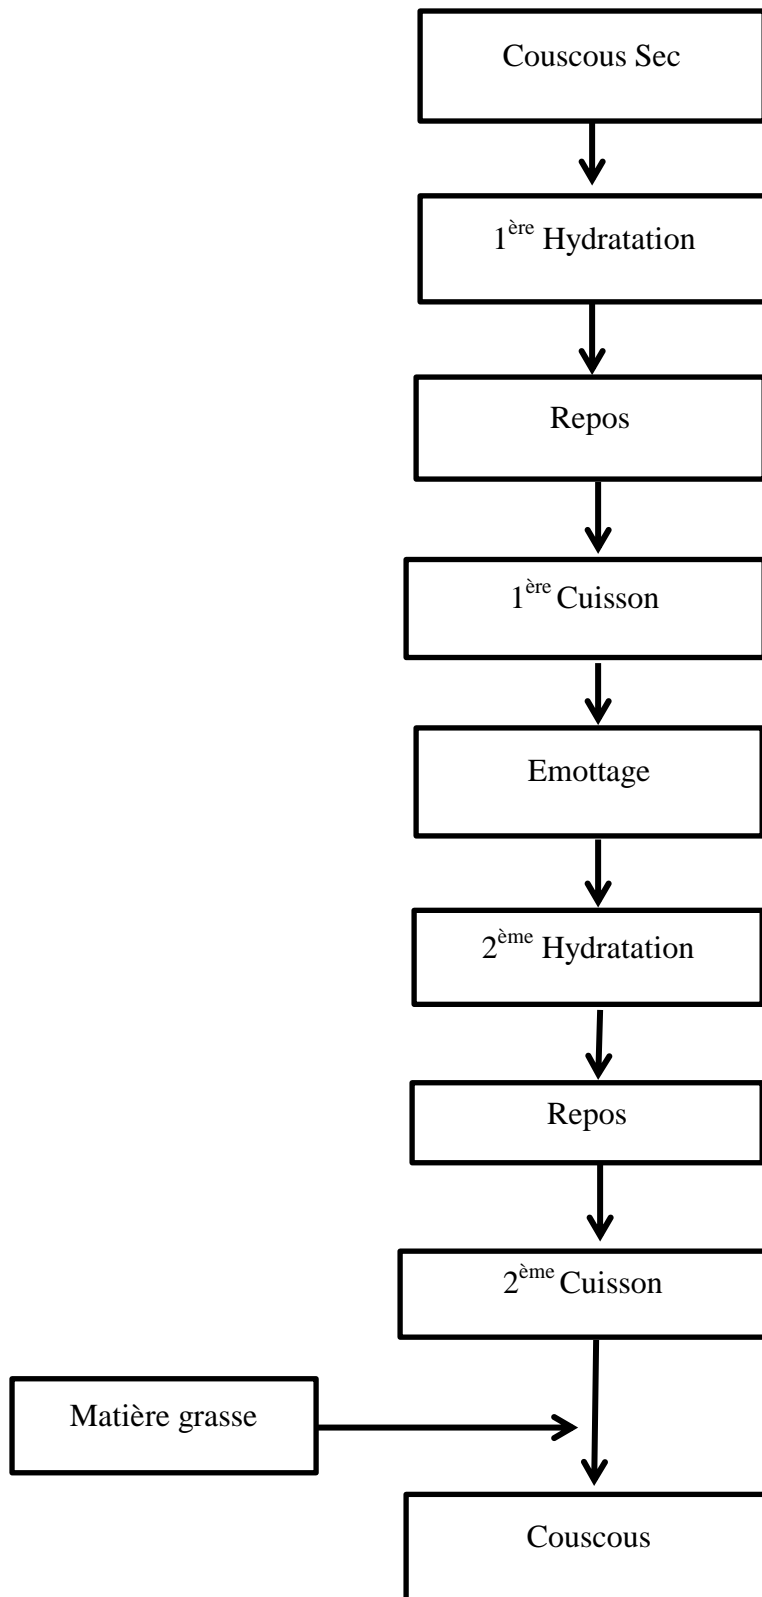 Couscous Sec
1ère Hydratation
Repos
1ère Cuisson
Emottage
2ème Hydratation
Repos
2ème Cuisson
Matière grasse
Couscous